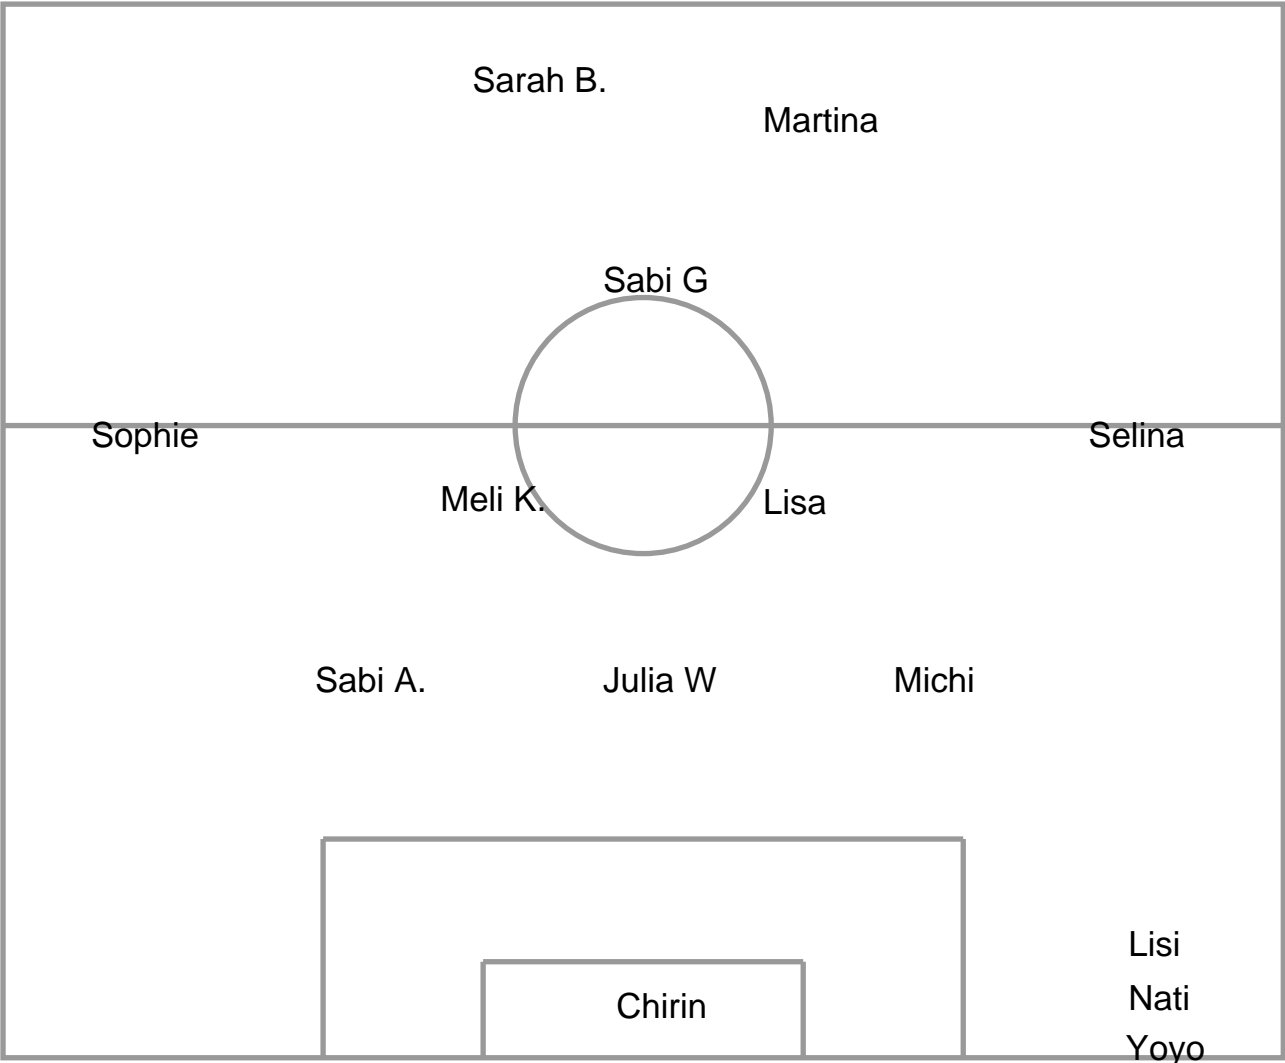 Sarah B.
Martina
Sabi G
Sophie
Selina
Meli K.
Lisa
Sabi A.
Julia W
Michi
Lisi
Nati
Chirin
Yoyo